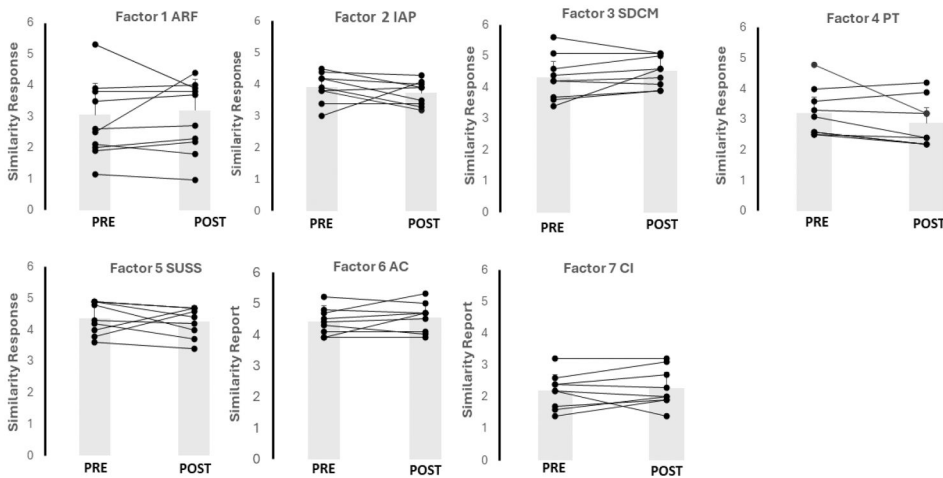 Factor 1 ARF
Similarity Response
6
5
4
3
2
1
0
PRE
POST
Factor 2 IAP
Similarity Response
6
5
4
3
2
1
0
PRE
POST
Factor 3 SDCM
Similarity Response
6
5
4
3
2
1
0
PRE
POST
Factor 4 PT
Similarity Response
6
5
4
3
2
1
0
PRE
POST
Factor 5 SUSS
Similarity Response
6
5
4
3
2
1
0
PRE
POST
Factor 6 AC
Similarity Report
6
5
4
3
2
1
0
PRE
POST
Factor 7 CI
Similarity Report
6
5
4
3
2
1
0
PRE
POST